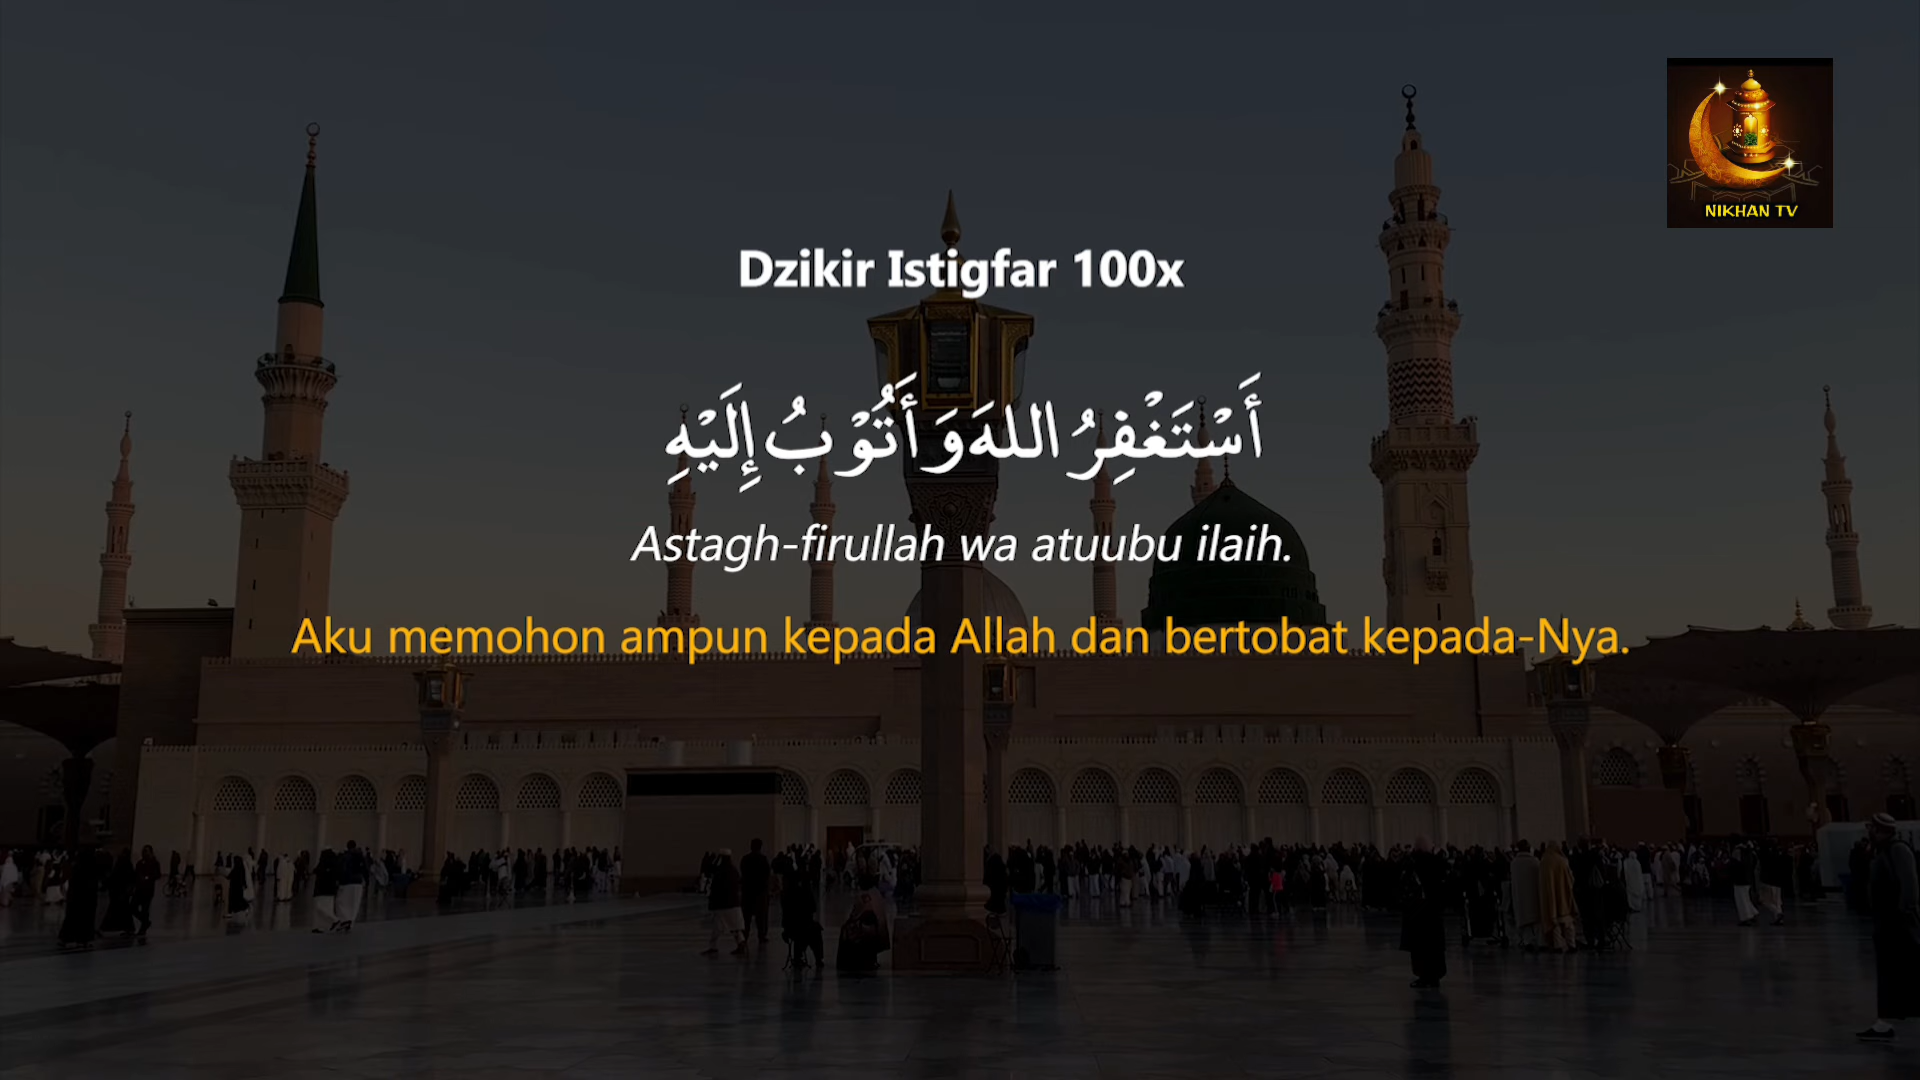 NIKHAN TV
Dzikir Istigfar 100x
أَسْتَغْفِرُ اللهَ وَ أَتُوْبُ إِلَيْهِ
Astagh-firullah wa atuubu ilaih.
Aku memohon ampun kepada Allah dan bertobat kepada-Nya.